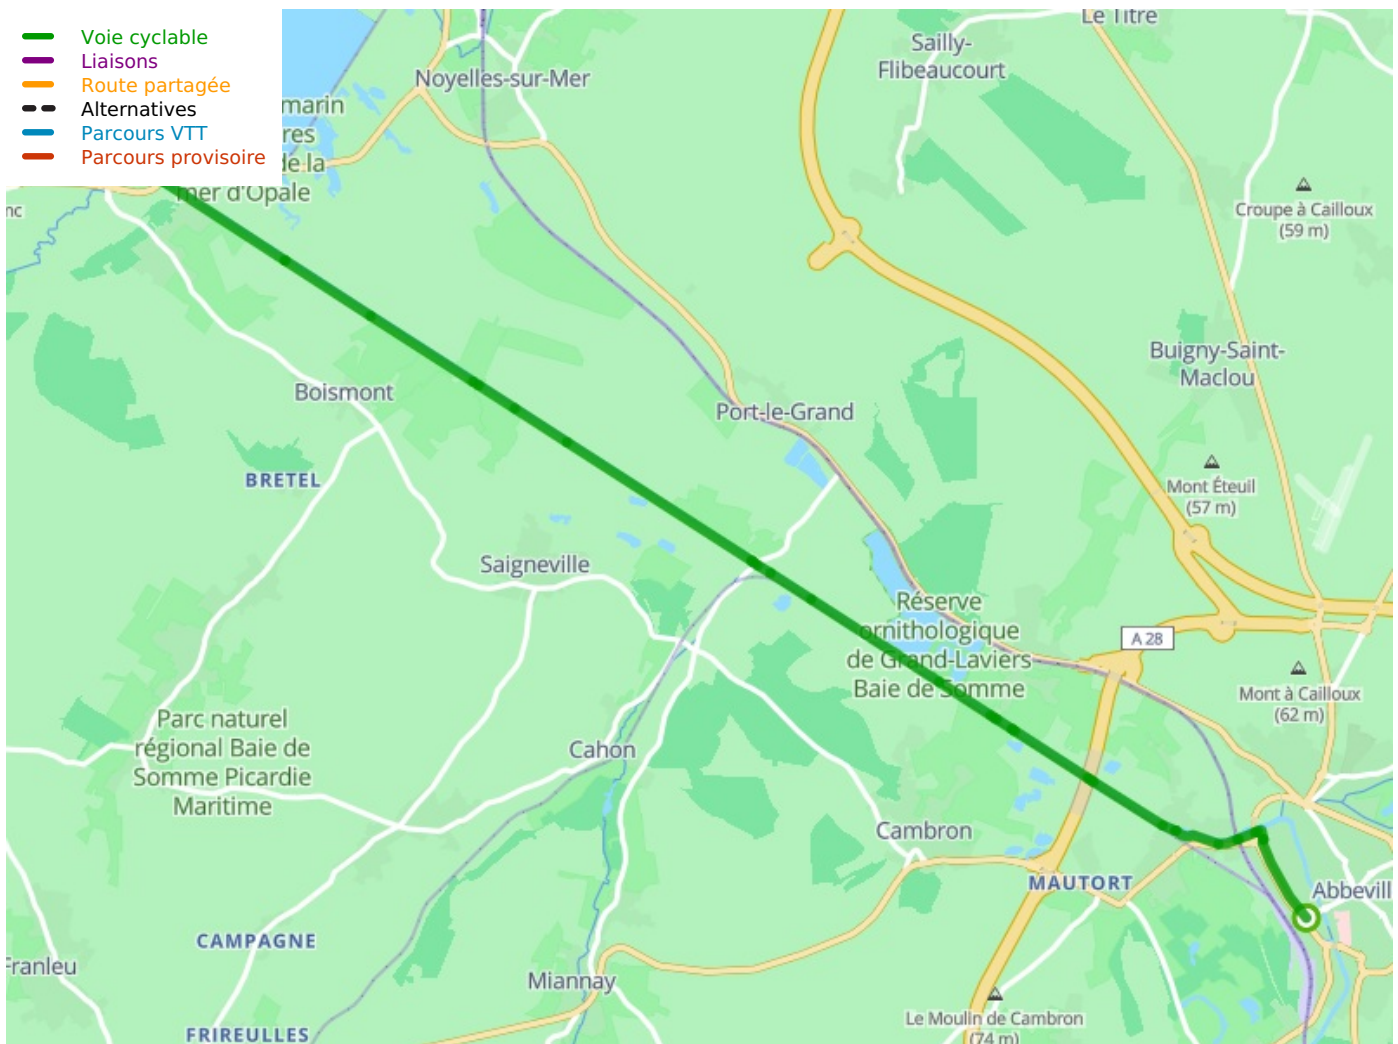 Voie cyclable
Liaisons
Route partagée
Alternatives
Parcours VTT
Parcours provisoire
Le Titre
Sailly-
Flibeaucourt
Noyelles-sur-Mer
marin
res
de la
mer d'Opale
nc
Croupe à Cailloux
(59 m)
Buigny-Saint-
Maclou
Boismont
Port-le-Grand
BRETEL
Mont Éteuil
(57 m)
Saigneville
Réserve
ornithologique
de Grand-Laviers
Baie de Somme
A 28
Mont à Cailloux
(62 m)
Parc naturel
régional Baie de
Somme Picardie
Maritime
Cahon
Cambron
MAUTORT
Abbevill
CAMPAGNE
Franleu
Miannay
Le Moulin de Cambron
(74 m)
FRIREULLES